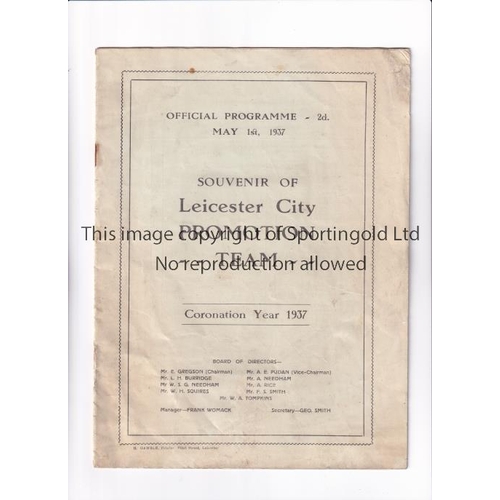 OFFICIAL PROGRAMME - 2d.
MAY 1st, 1937
SOUVENIR OF
Leicester City
PROMOTION
This image copyright of Sportingold Ltd
- - TEAM - -
No reproduction allowed
Coronation Year 1937
BOARD OF DIRECTORS—
Mr. E. GREGSON (Chairman) Mr. A. E. PUDAN (Vice-Chairman)
Mr. L. H. BURRIDGE Mr. A. NEEDHAM
Mr. W. S. G. NEEDHAM Mr. A. RICE
Mr. W. H. SQUIRES Mr. F. S. SMITH
Mr. W. A. TOMPKINS
Manager—FRANK WOMACK Secretary—GEO. SMITH